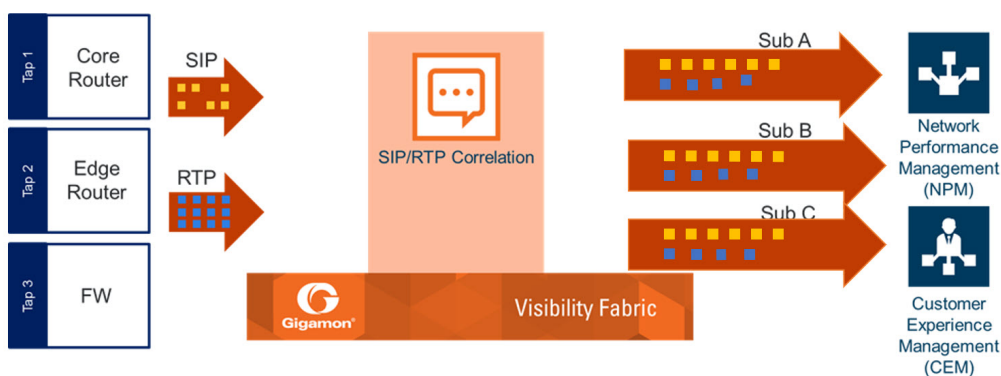 Tap 1
Core
Router
Tap 2
Edge
Router
Tap 3
FW
SIP
RTP
SIP/RTP Correlation
Gigamon®
Visibility Fabric
Sub A
Sub B
Sub C
Network
Performance
Management
(NPM)
Customer
Experience
Management
(CEM)